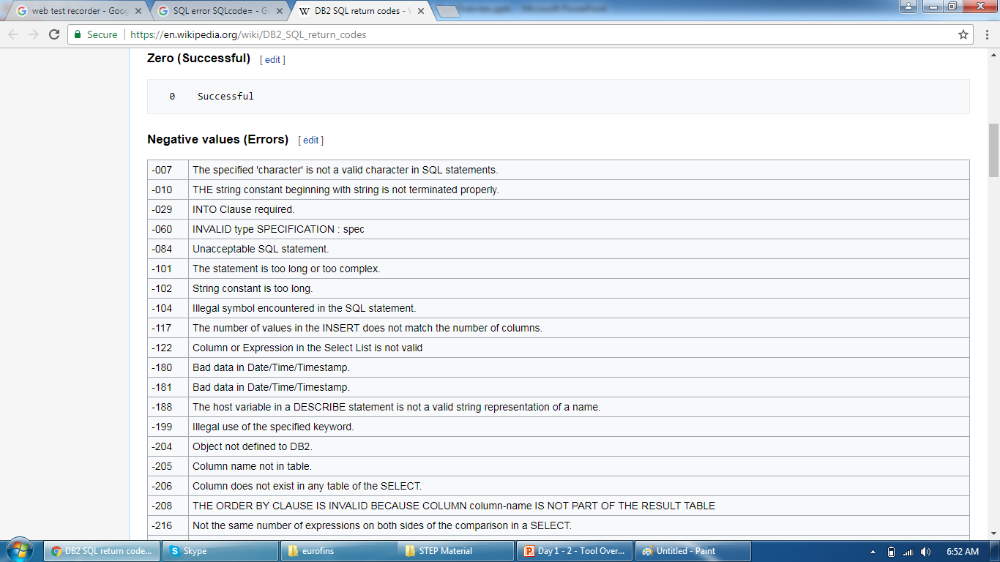 web test recorder - Goog
SQL error SQLcode= - Go
W DB2 SQL return codes - W
Overview.pptx - Microsoft PowerPoint
Secure https://en.wikipedia.org/wiki/DB2_SQL_return_codes
Zero (Successful) [ edit ]
0 Successful
Negative values (Errors) [ edit ]
-007 The specified 'character' is not a valid character in SQL statements.
-010 THE string constant beginning with string is not terminated properly.
-029 INTO Clause required.
-060 INVALID type SPECIFICATION : spec
-084 Unacceptable SQL statement.
-101 The statement is too long or too complex.
-102 String constant is too long.
-104 Illegal symbol encountered in the SQL statement.
-117 The number of values in the INSERT does not match the number of columns.
-122 Column or Expression in the Select List is not valid
-180 Bad data in Date/Time/Timestamp.
-181 Bad data in Date/Time/Timestamp.
-188 The host variable in a DESCRIBE statement is not a valid string representation of a name.
-199 Illegal use of the specified keyword.
-204 Object not defined to DB2.
-205 Column name not in table.
-206 Column does not exist in any table of the SELECT.
-208 THE ORDER BY CLAUSE IS INVALID BECAUSE COLUMN column-name IS NOT PART OF THE RESULT TABLE
-216 Not the same number of expressions on both sides of the comparison in a SELECT.
DB2 SQL return code...
Skype
eurofins
STEP Material
Day 1 - 2 - Tool Over...
Untitled - Paint
6:52 AM